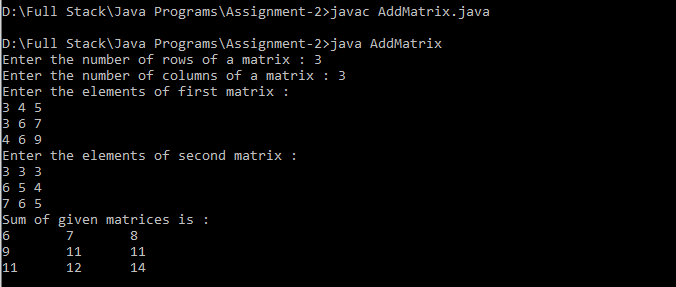 D:\Full Stack\Java Programs\Assignment-2>javac AddMatrix.java
D:\Full Stack\Java Programs\Assignment-2>java AddMatrix
Enter the number of rows of a matrix : 3
Enter the number of columns of a matrix : 3
Enter the elements of first matrix :
3 4 5
3 6 7
4 6 9
Enter the elements of second matrix :
3 3 3
6 5 4
7 6 5
Sum of given matrices is :
6 7 8
9 11 11
11 12 14